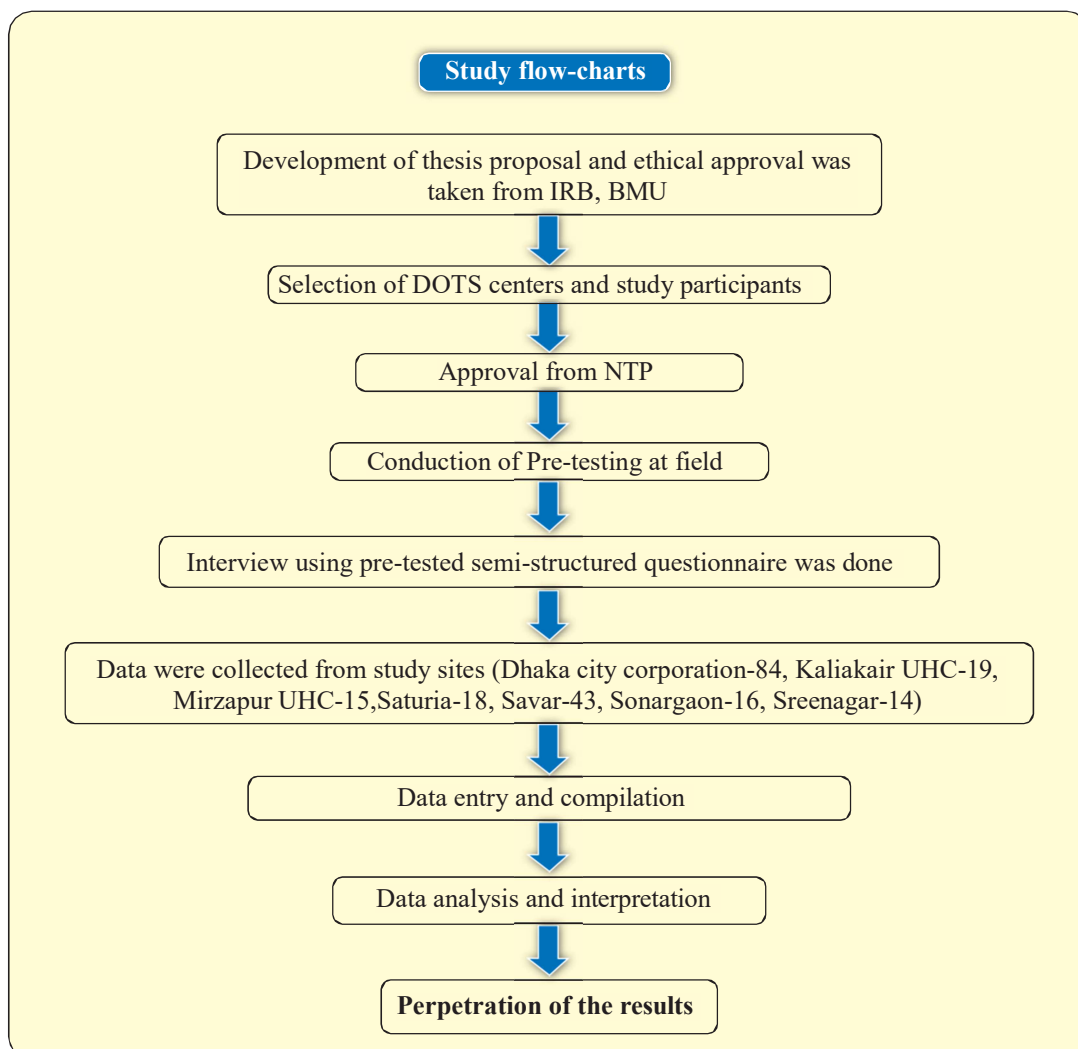 Study flow-charts
Development of thesis proposal and ethical approval was
taken from IRB, BMU
Selection of DOTS centers and study participants
Approval from NTP
Conduction of Pre-testing at field
Interview using pre-tested semi-structured questionnaire was done
Data were collected from study sites (Dhaka city corporation-84, Kaliakair UHC-19,
Mirzapur UHC-15,Saturia-18, Savar-43, Sonargaon-16, Sreenagar-14)
Data entry and compilation
Data analysis and interpretation
Perpetration of the results